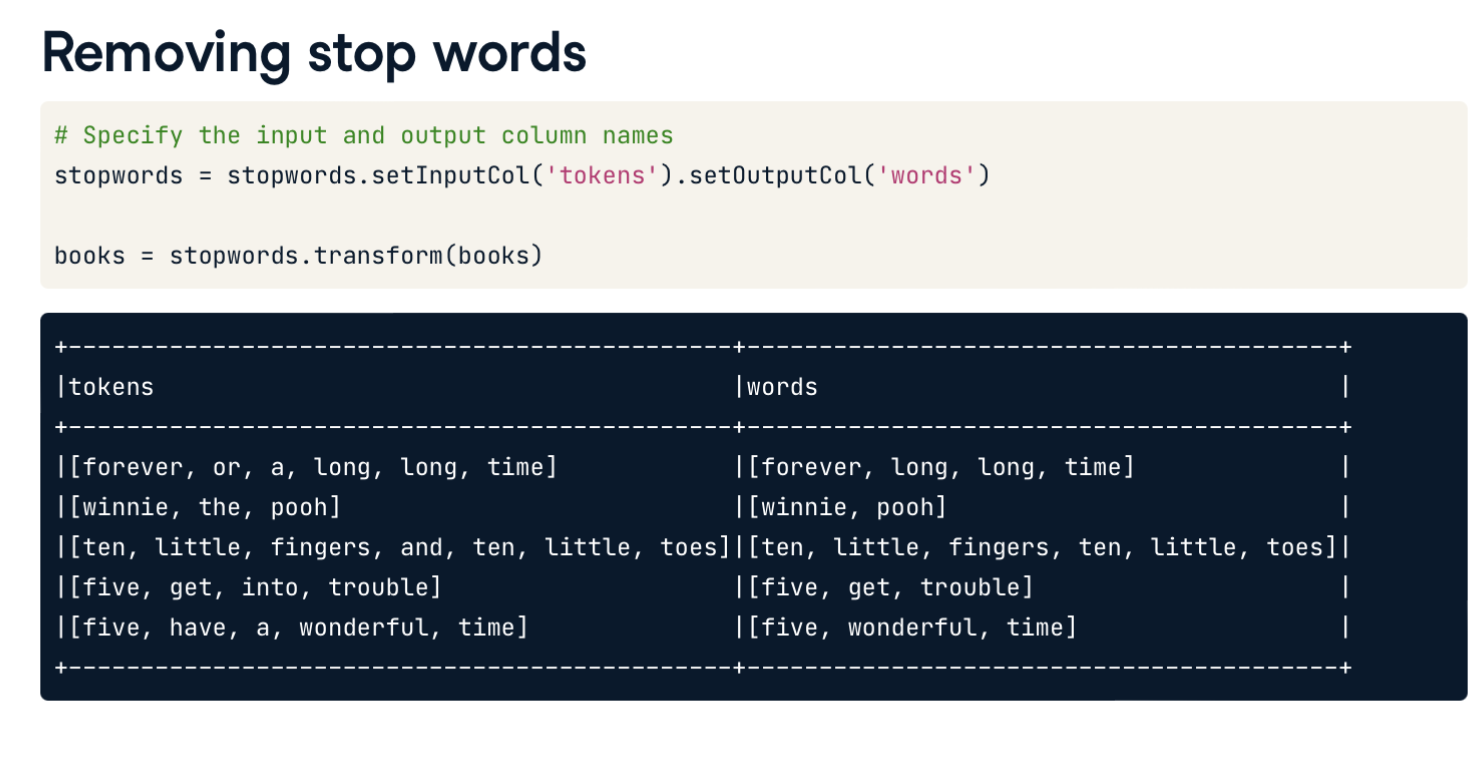 Removing stop words
# Specify the input and output column names
stopwords = stopwords.setInputCol('tokens').setOutputCol('words')
books = stopwords.transform(books)
+----------------------------------------------+-----------------------------------------+
|tokens                                        |words                                    |
+----------------------------------------------+-----------------------------------------+
|[forever, or, a, long, long, time]            |[forever, long, long, time]              |
|[winnie, the, pooh]                           |[winnie, pooh]                           |
|[ten, little, fingers, and, ten, little, toes]|[ten, little, fingers, ten, little, toes]|
|[five, get, into, trouble]                    |[five, get, trouble]                     |
|[five, have, a, wonderful, time]              |[five, wonderful, time]                  |
+----------------------------------------------+-----------------------------------------+